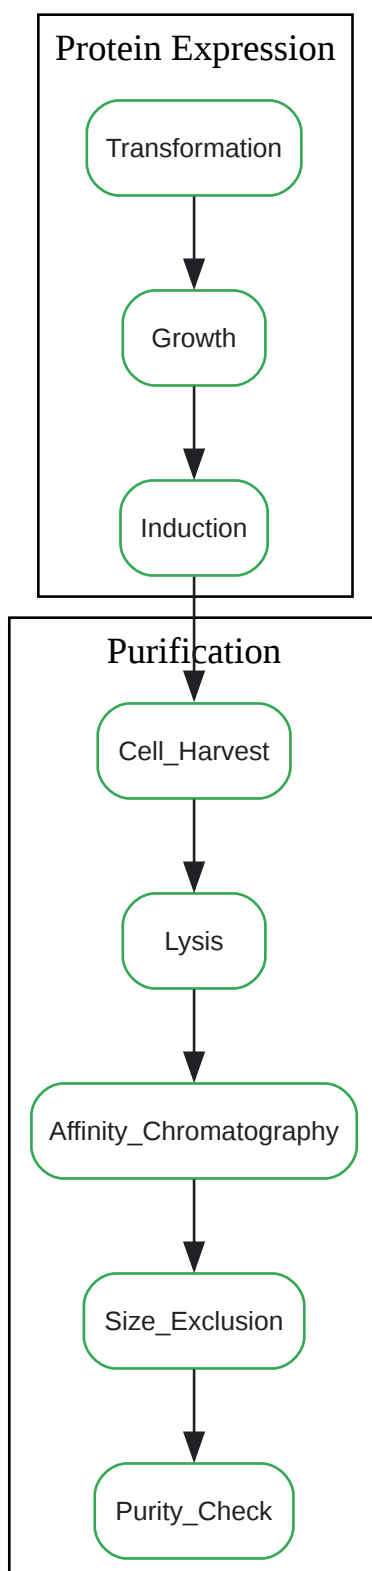 Protein Expression
Transformation
Growth
Induction
Purification
Cell_Harvest
Lysis
Affinity_Chromatography
Size_Exclusion
Purity_Check